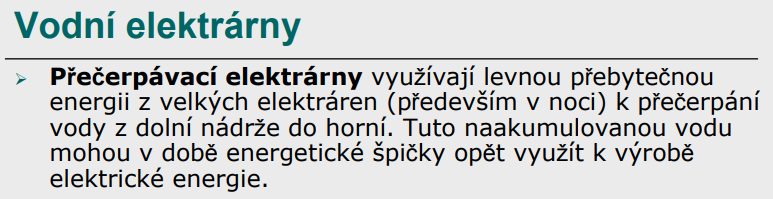 Vodní elektrárny
➢ Přečerpávací elektrárny využívají levnou přebytečnou
energii z velkých elektráren (především v noci) k přečerpání
vody z dolní nádrže do horní. Tuto naakumulovanou vodu
mohou v době energetické špičky opět využít k výrobě
elektrické energie.